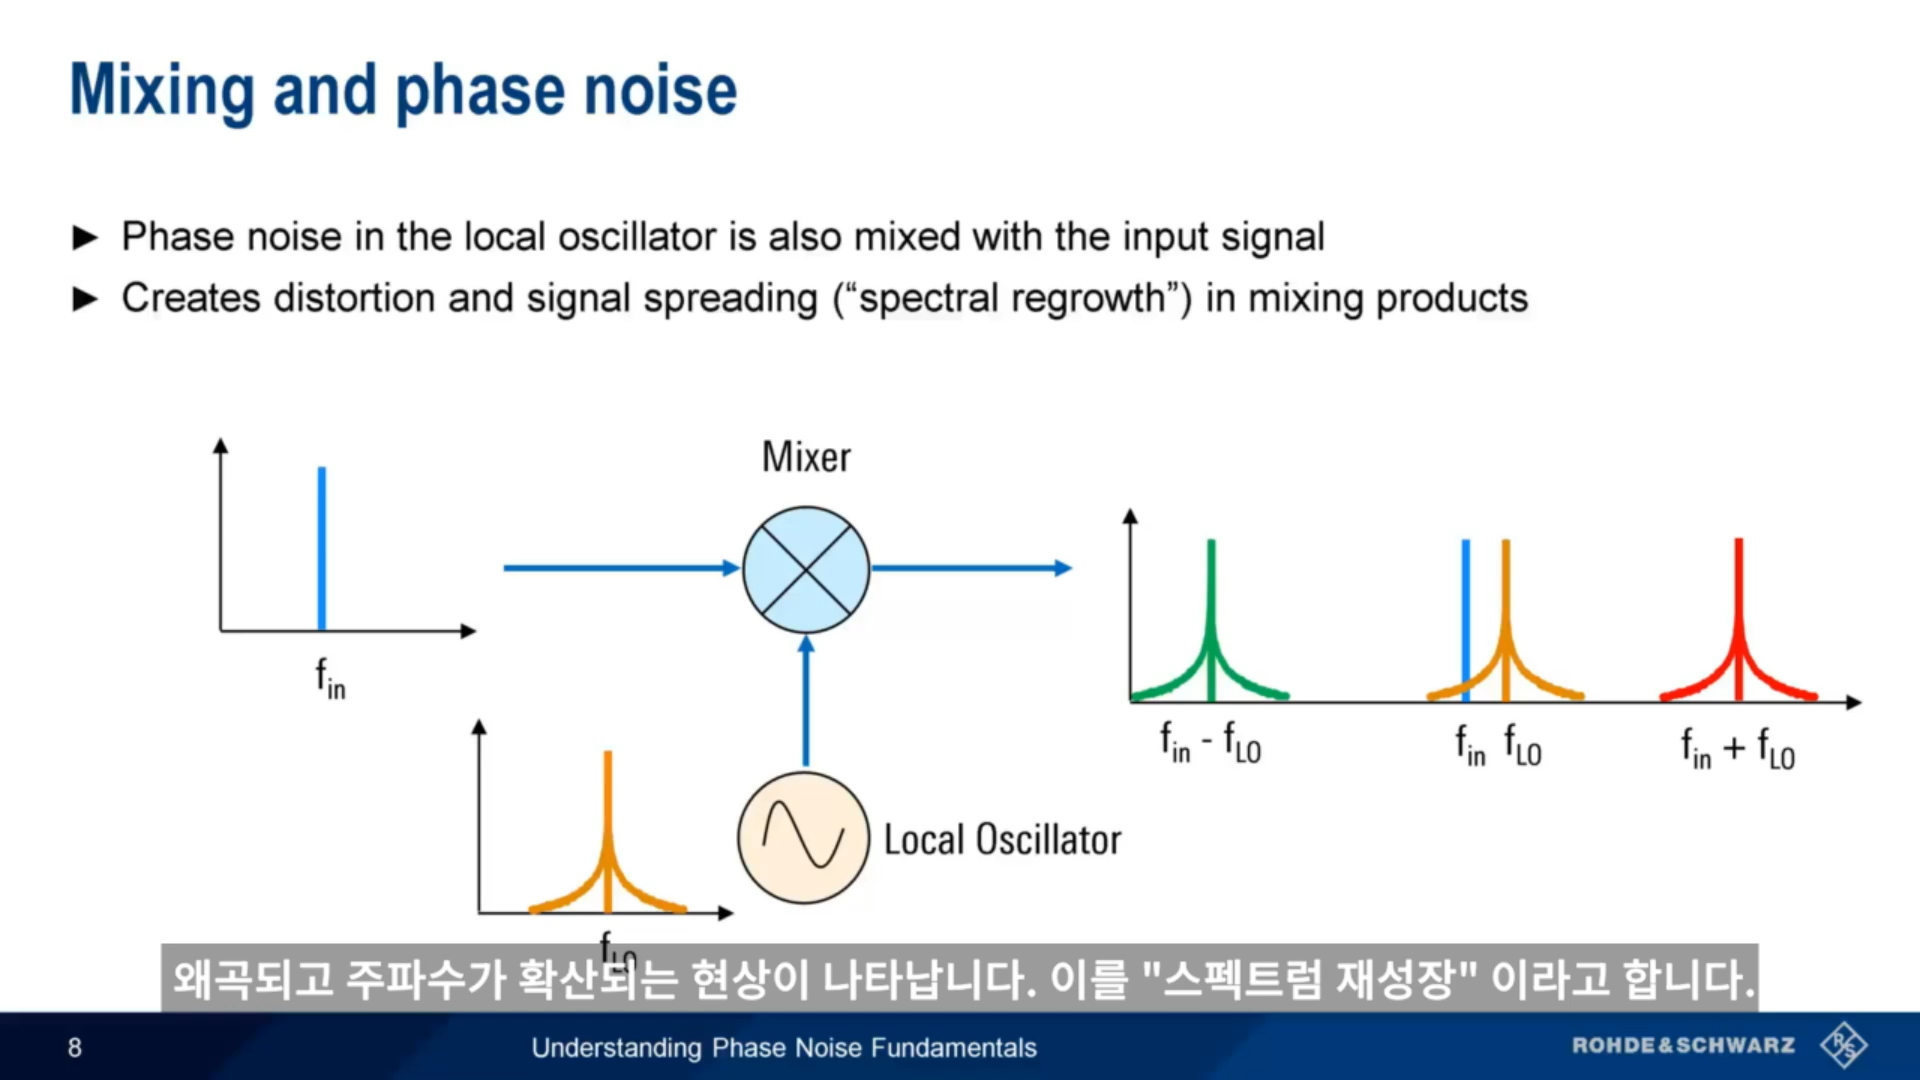 Mixing and phase noise
► Phase noise in the local oscillator is also mixed with the input signal
► Creates distortion and signal spreading (“spectral regrowth”) in mixing products
Mixer
fin
fin - fLO
fin fLO
fin + fLO
Local Oscillator
fLO
왜곡되고 주파수가 확산되는 현상이 나타납니다. 이를 "스펙트럼 재성장" 이라고 합니다.
8
Understanding Phase Noise Fundamentals
ROHDE&SCHWARZ
R&S